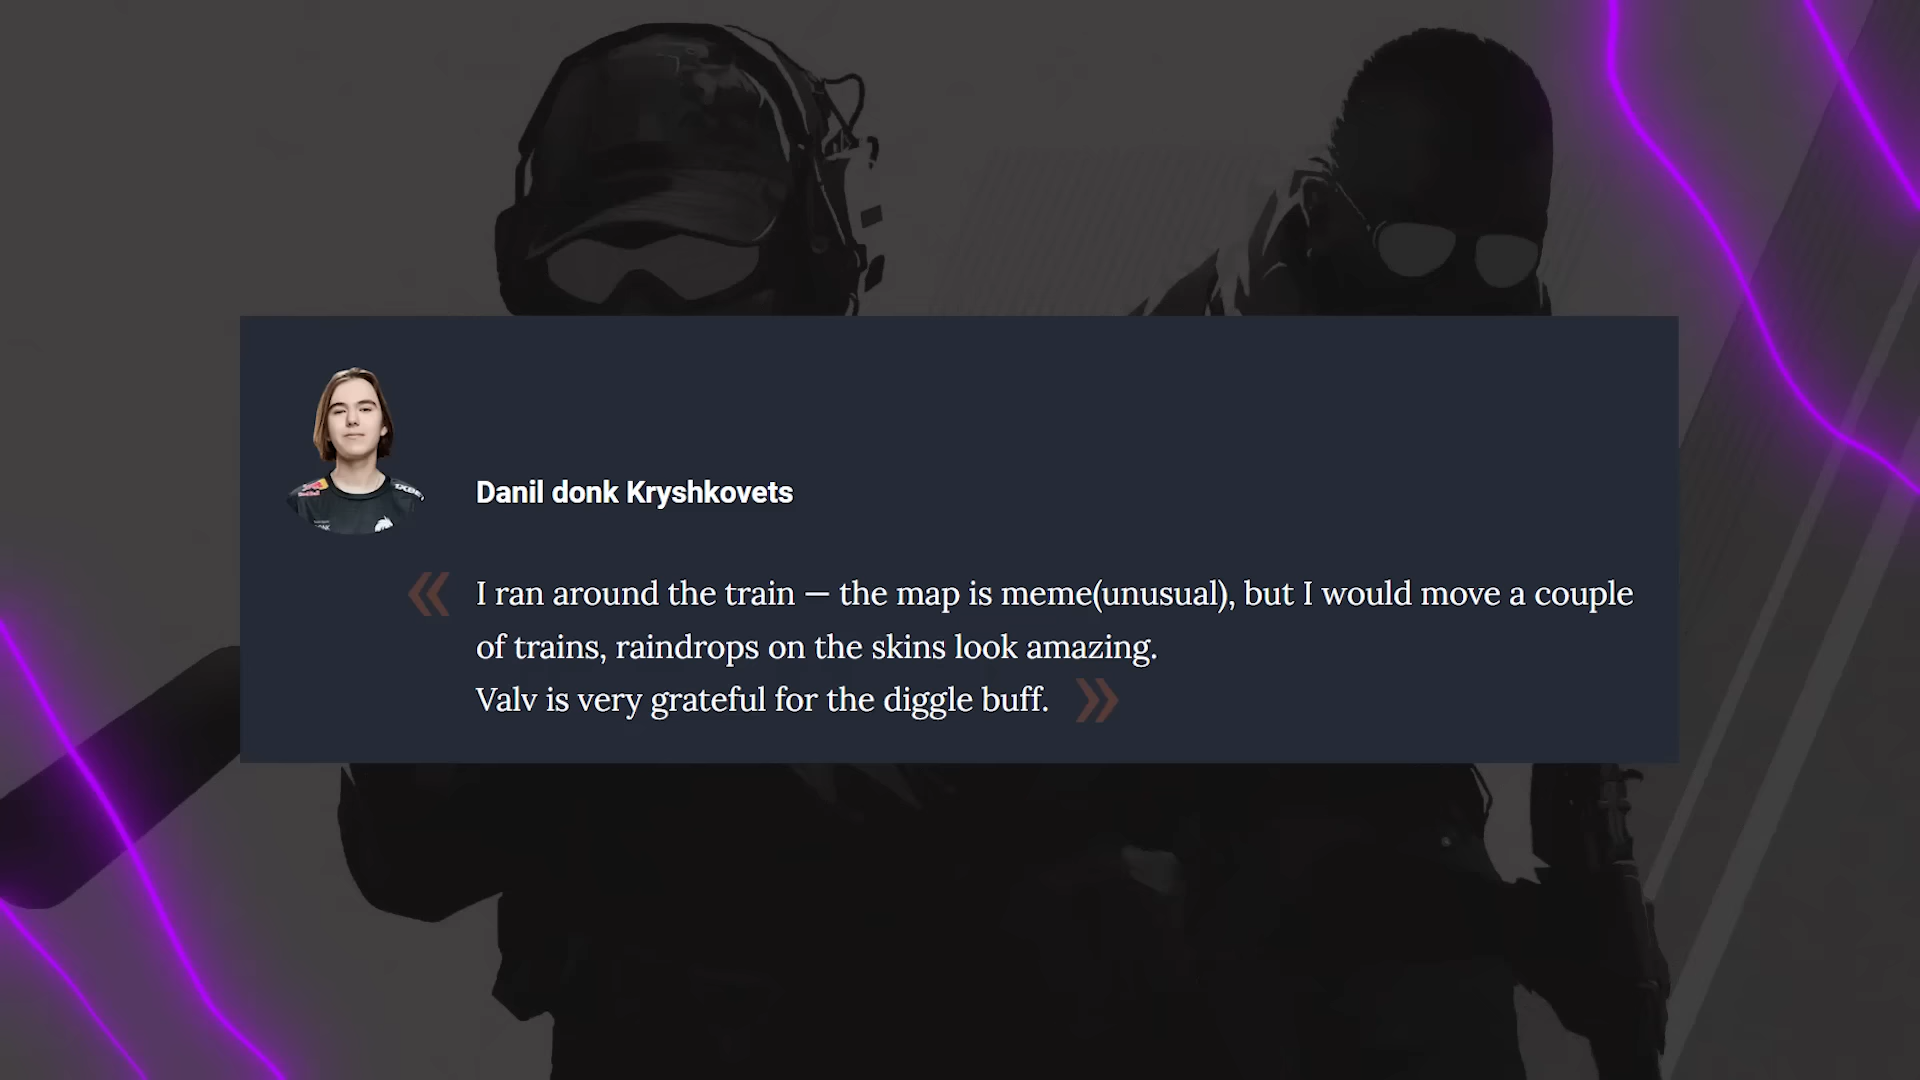 Danil donk Kryshkovets
« I ran around the train — the map is meme(unusual), but I would move a couple
of trains, raindrops on the skins look amazing.
Valv is very grateful for the diggle buff. »